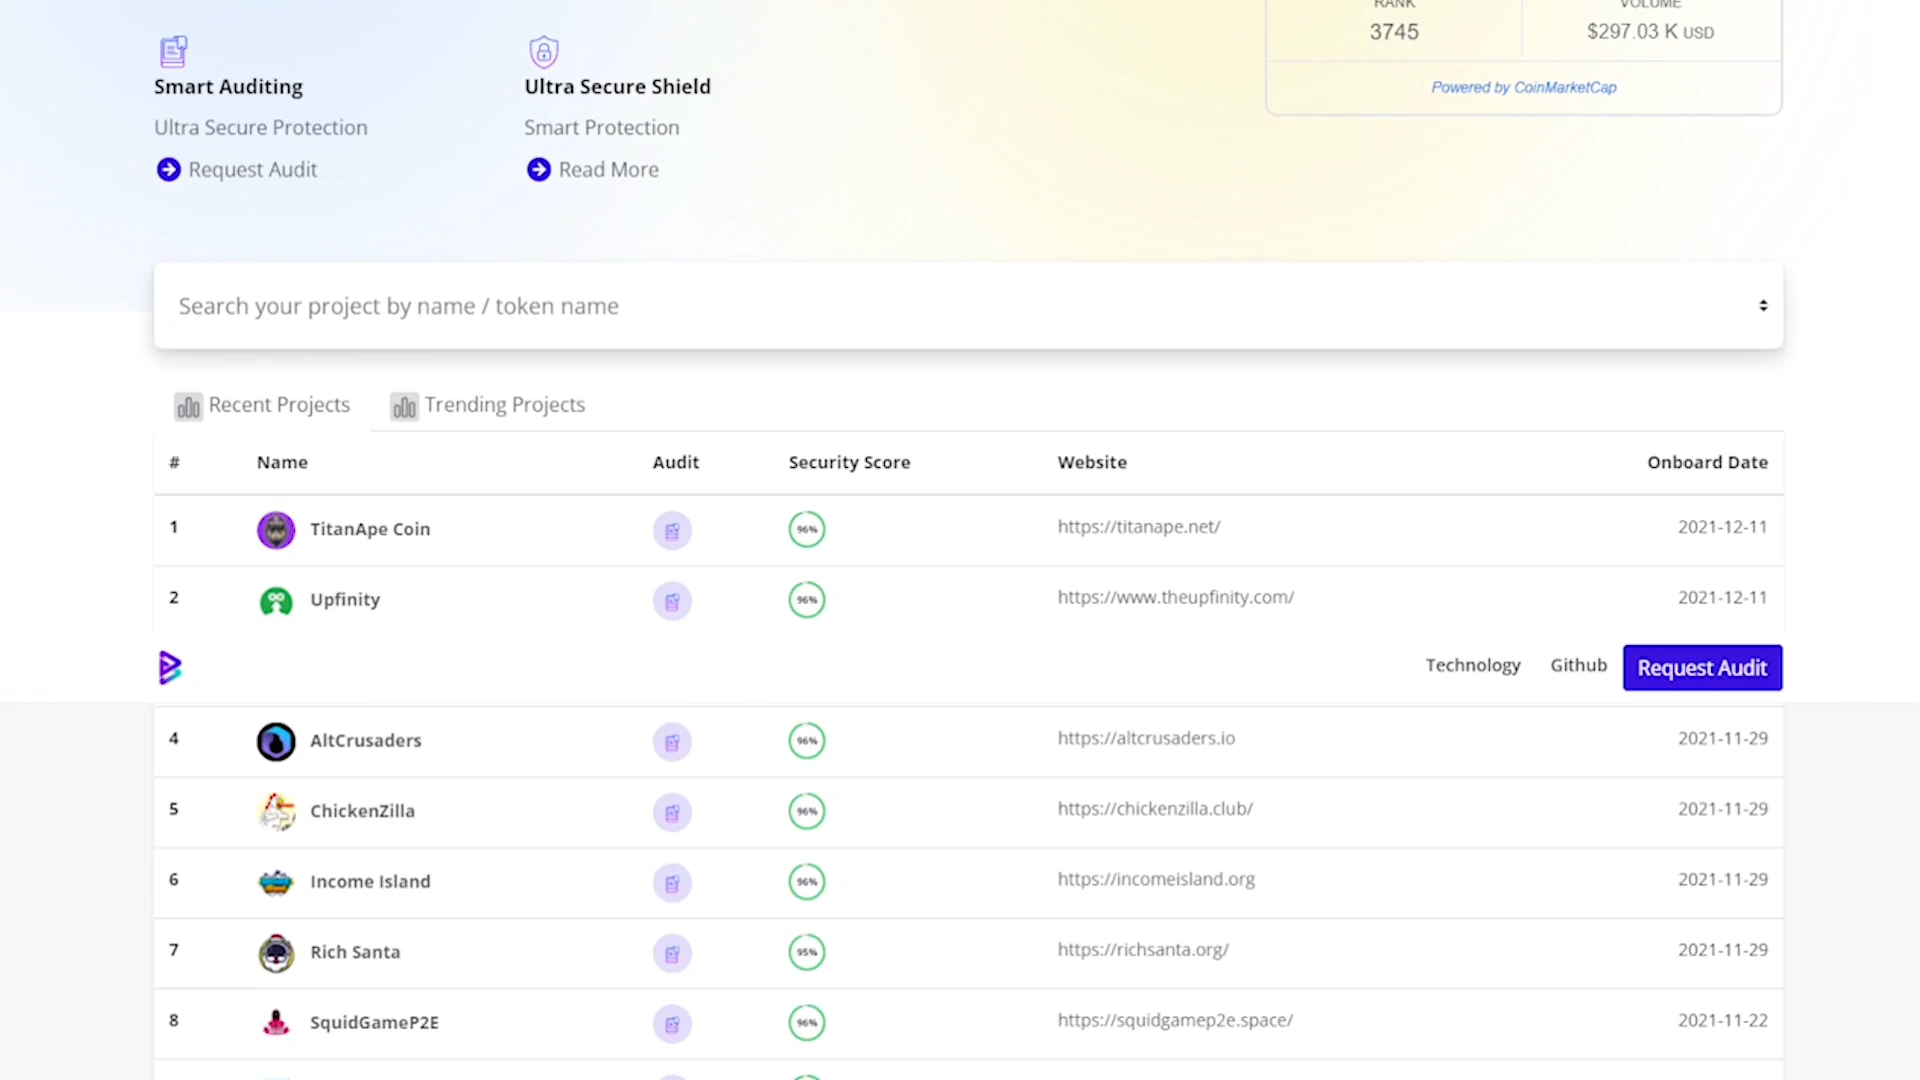 RANK
VOLUME
3745
$297.03 K USD
Powered by CoinMarketCap
Smart Auditing
Ultra Secure Protection
Request Audit
Ultra Secure Shield
Smart Protection
Read More
Search your project by name / token name
Recent Projects
Trending Projects
# Name Audit Security Score Website Onboard Date
1 TitanApe Coin 96% https://titanape.net/ 2021-12-11
2 Upfinity 96% https://www.theupfinity.com/ 2021-12-11
Technology Github Request Audit
4 AltCrusaders 96% https://altcrusaders.io 2021-11-29
5 ChickenZilla 96% https://chickenzilla.club/ 2021-11-29
6 Income Island 96% https://incomeisland.org 2021-11-29
7 Rich Santa 95% https://richsanta.org/ 2021-11-29
8 SquidGameP2E 96% https://squidgamep2e.space/ 2021-11-22